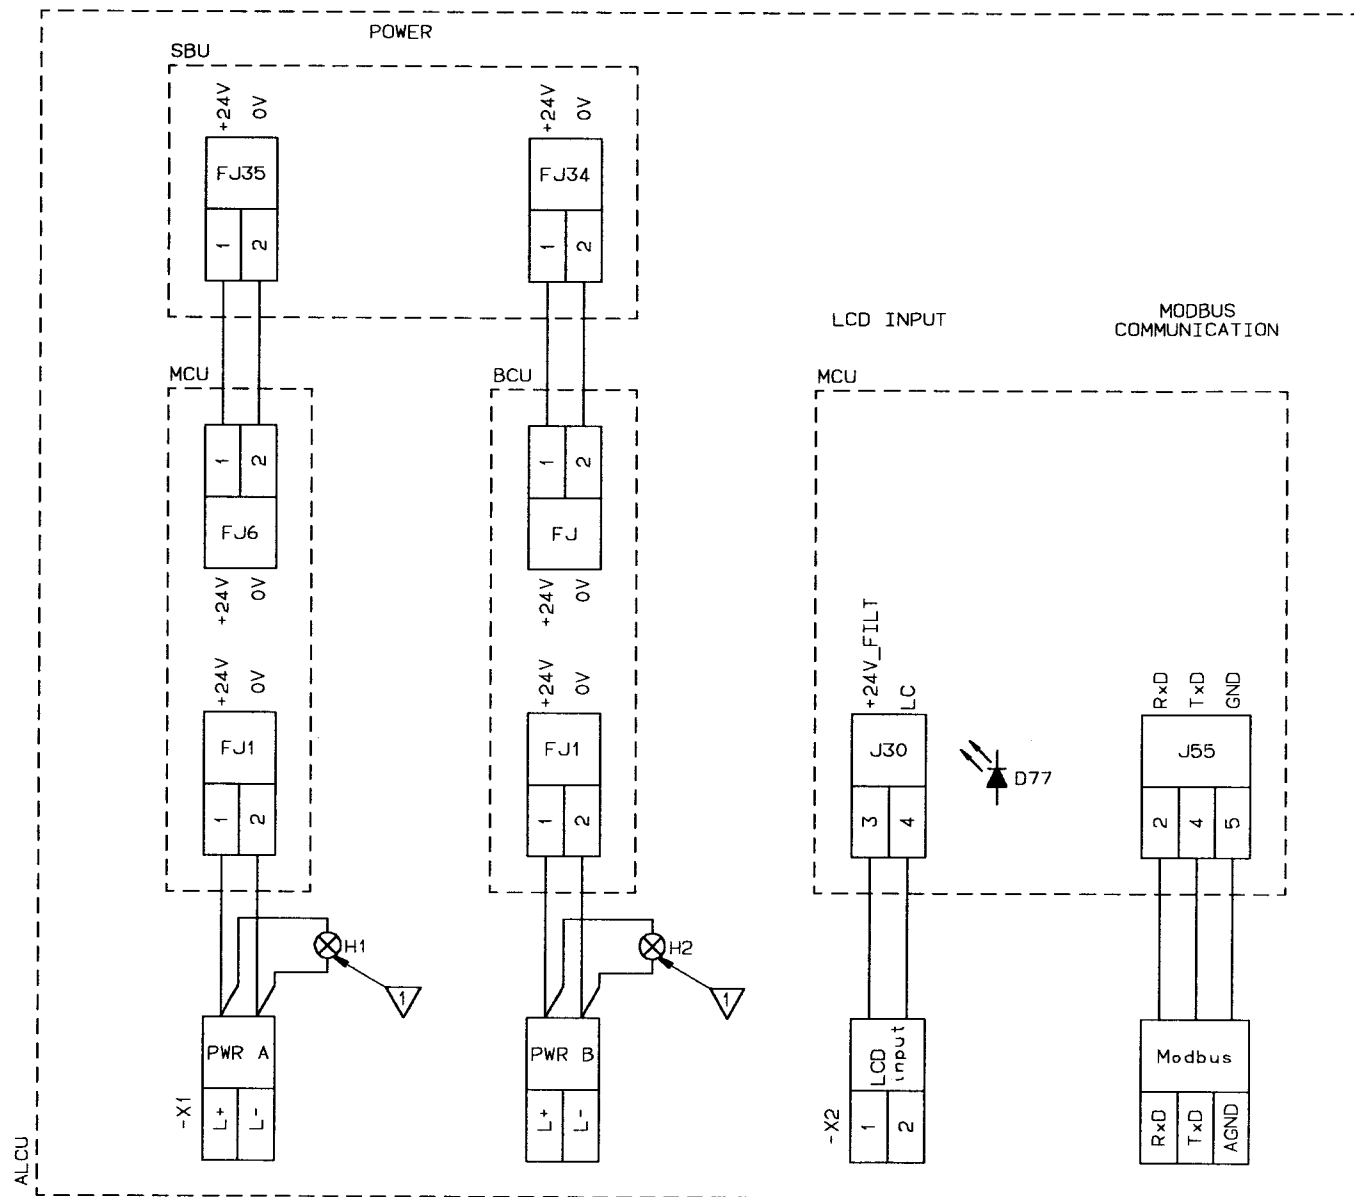 POWER
SBU
+24V
0V
+24V
0V
FJ35
FJ34
1
2
1
2
LCD INPUT
MODBUS
COMMUNICATION
MCU
BCU
MCU
1
2
1
2
FJ6
FJ
+24V
0V
+24V
0V
+24V
0V
+24V
0V
+24V_FILT
LC
RxD
TxD
GND
FJ1
FJ1
J30
D77
J55
1
2
1
2
3
4
2
4
5
H1
H2
1
1
PWR A
PWR B
LCD
input
Modbus
-X1
L+
L-
L+
L-
-X2
1
2
RxD
TxD
AGND
ALCU